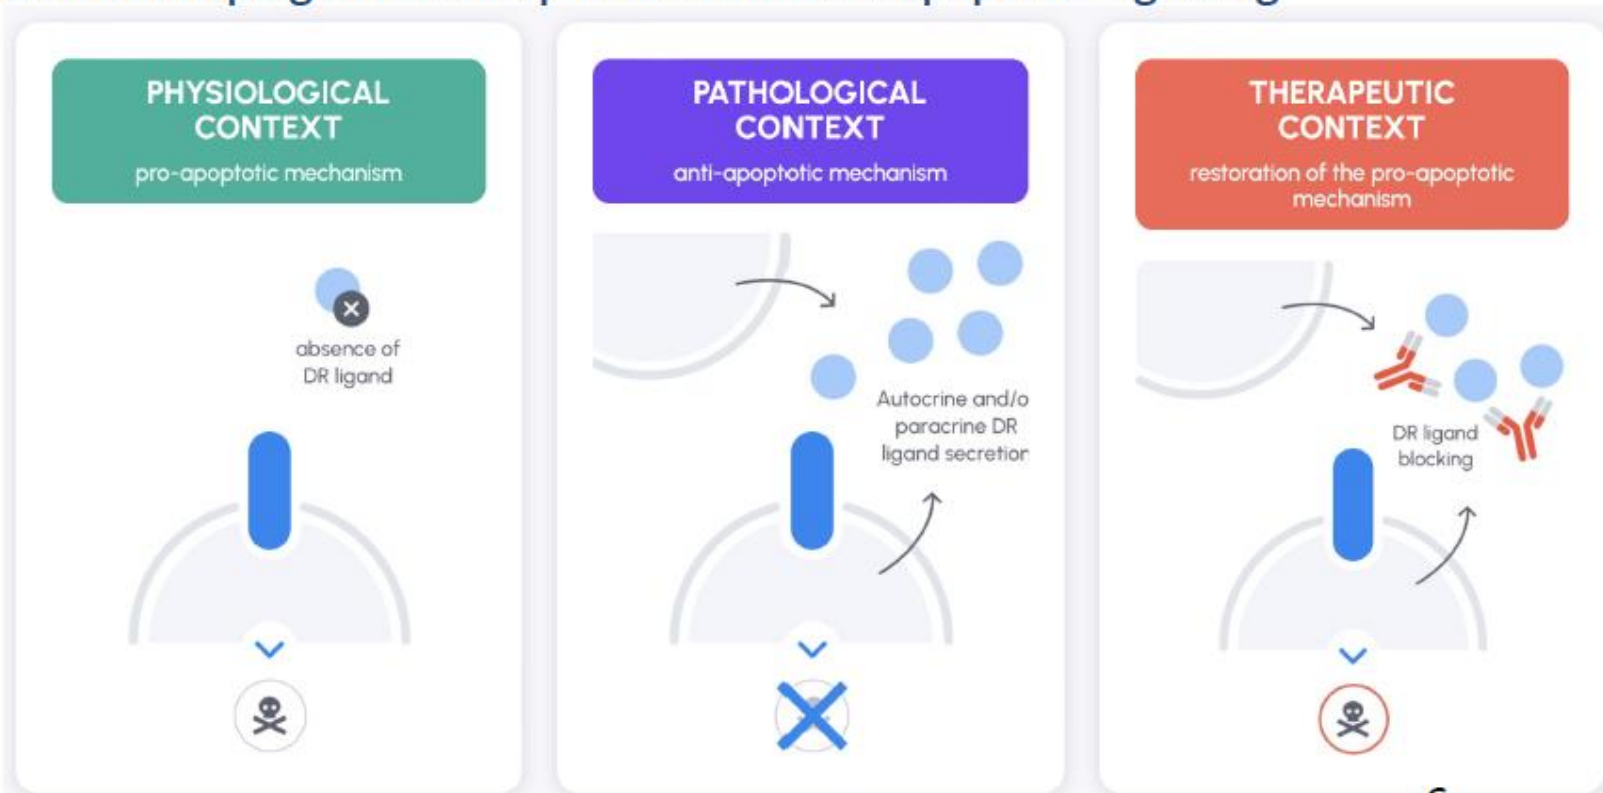 PHYSIOLOGICAL
CONTEXT
pro-apoptotic mechanism
absence of
DR ligand
PATHOLOGICAL
CONTEXT
anti-apoptotic mechanism
Autocrine and/o
paracrine DR
ligand secretior
THERAPEUTIC
CONTEXT
restoration of the pro-apoptotic
mechanism
DR ligand
blocking